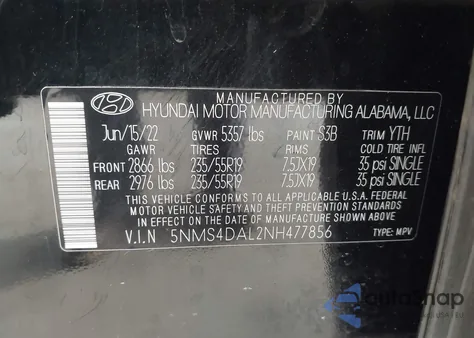 MANUFACTURED BY
HYUNDAI MOTOR MANUFACTURING ALABAMA, LLC
Jun/15/22 GVWR 5357 lbs PAINT S3B TRIM YTH
GAWR TIRES RIMS COLD TIRE INFL
FRONT 2866 lbs 235/55R19 7.5JX19 35 psi SINGLE
REAR 2976 lbs 235/55R19 7.5JX19 35 psi SINGLE
THIS VEHICLE CONFORMS TO ALL APPLICABLE U.S.A. FEDERAL
MOTOR VEHICLE SAFETY AND BUMPER STANDARDS
IN EFFECT ON THE DATE OF MANUFACTURE SHOWN ABOVE.
V.I.N 5NMS4DAL2NH477856 TYPE: MPV
autoSnap